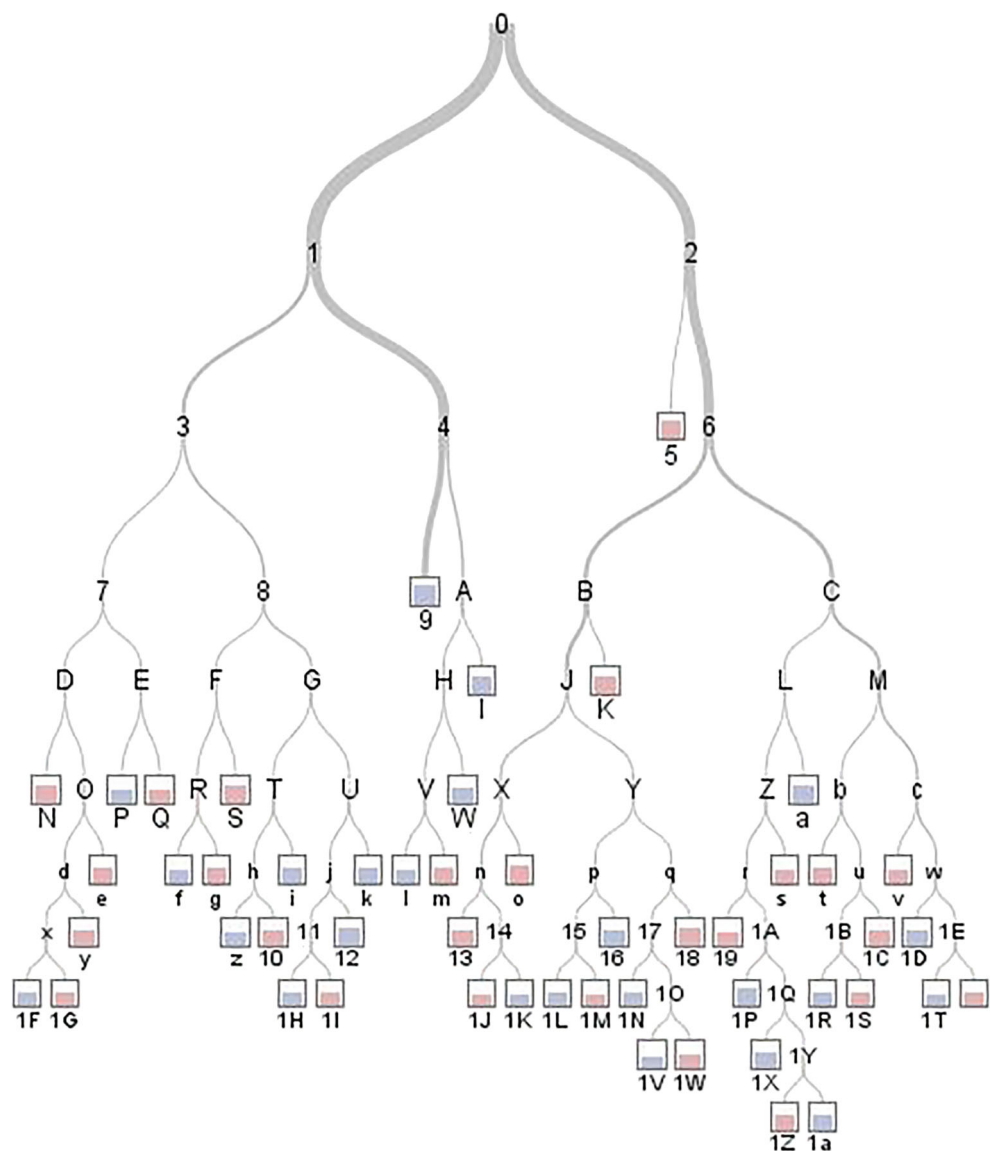 0
1 2
3 4 5 6
7 8 9 A B C
D E F G H I J K L M
N O P Q R S T U V W X Y Z a b c
d e f g h i j k l m n o p q r s t u v w
x y z 10 11 12 13 14 15 16 17 18 19 1A 1B 1C 1D 1E
1F 1G 1H 1I 1J 1K 1L 1M 1N 1O 1P 1Q 1R 1S 1T
1V 1W 1X 1Y
1Z 1a